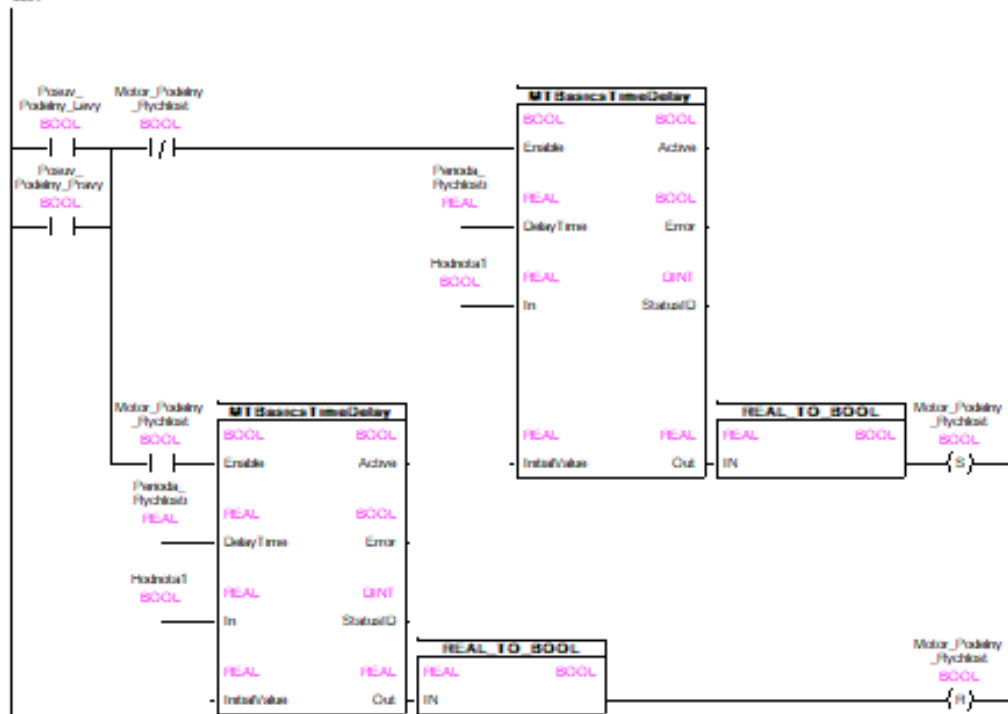 Posuv_
Podelny_Levy
BOOL
Motor_Podelny
_Rychlost
BOOL
MTBasicsTimeDelay
BOOL BOOL
Enable Active
Posuv_
Podelny_Pravy
BOOL
Perioda_
Rychlosti
REAL
REAL BOOL
DelayTime Error
Hodnota1
BOOL
REAL DINT
In StatusID
REAL REAL
InitialValue Out
REAL_TO_BOOL
REAL BOOL
IN
Motor_Podelny
_Rychlost
BOOL
S
Motor_Podelny
_Rychlost
BOOL
MTBasicsTimeDelay
BOOL BOOL
Enable Active
Perioda_
Rychlosti
REAL
REAL BOOL
DelayTime Error
Hodnota1
BOOL
REAL DINT
In StatusID
REAL REAL
InitialValue Out
REAL_TO_BOOL
REAL BOOL
IN
Motor_Podelny
_Rychlost
BOOL
R